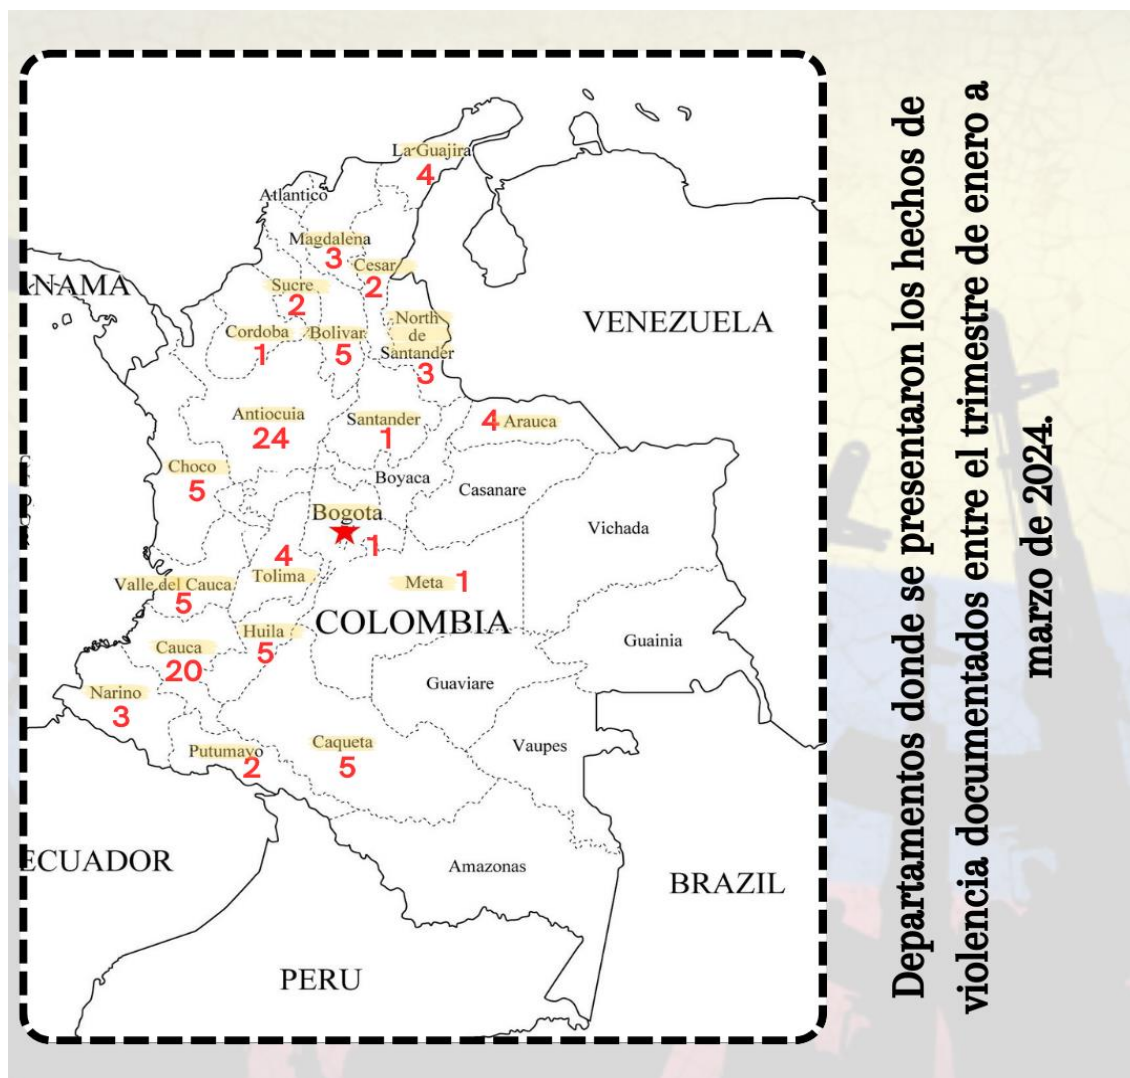 La Guajira
4
Atlantico
Magdalena
3
Cesar
2
Sucre
2
NAMA
VENEZUELA
North
de
Santander
3
Cordoba
1
Bolivar
5
Antiocuia
24
Santander
1
4 Arauca
Choco
5
Boyaca
Casanare
Bogota
1
Vichada
4
Tolima
Valle del Cauca
5
Meta 1
COLOMBIA
Huila
5
Guainia
Cauca
20
Guaviare
Narino
3
Vaupes
Putumayo
2
Caqueta
5
ECUADOR
Amazonas
BRAZIL
PERU
Departamentos donde se presentaron los hechos de
violencia documentados entre el trimestre de enero a
marzo de 2024.